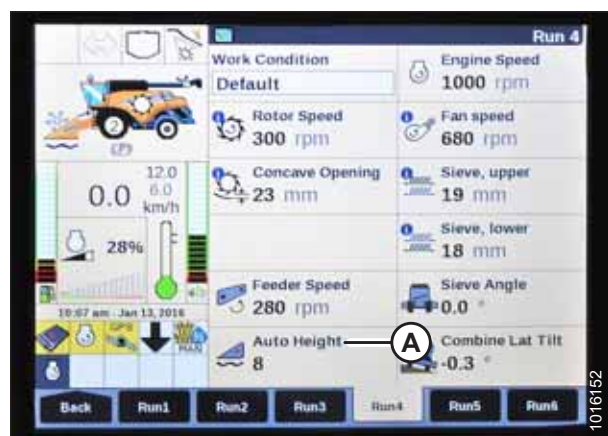 Run 4
Work Condition
Default
Engine Speed
1000 rpm
Rotor Speed
300 rpm
Fan speed
680 rpm
Concave Opening
23 mm
Sieve, upper
19 mm
Sieve, lower
18 mm
Feeder Speed
280 rpm
Sieve Angle
0.0 °
Auto Height
8
A
Combine Lat Tilt
-0.3 °
2
(P)
12.0
0.0
6.0
km/h
28%
10:07 am Jan 13, 2016
GPS
MAN
Back
Run1
Run2
Run3
Run4
Run5
Run6
1016152